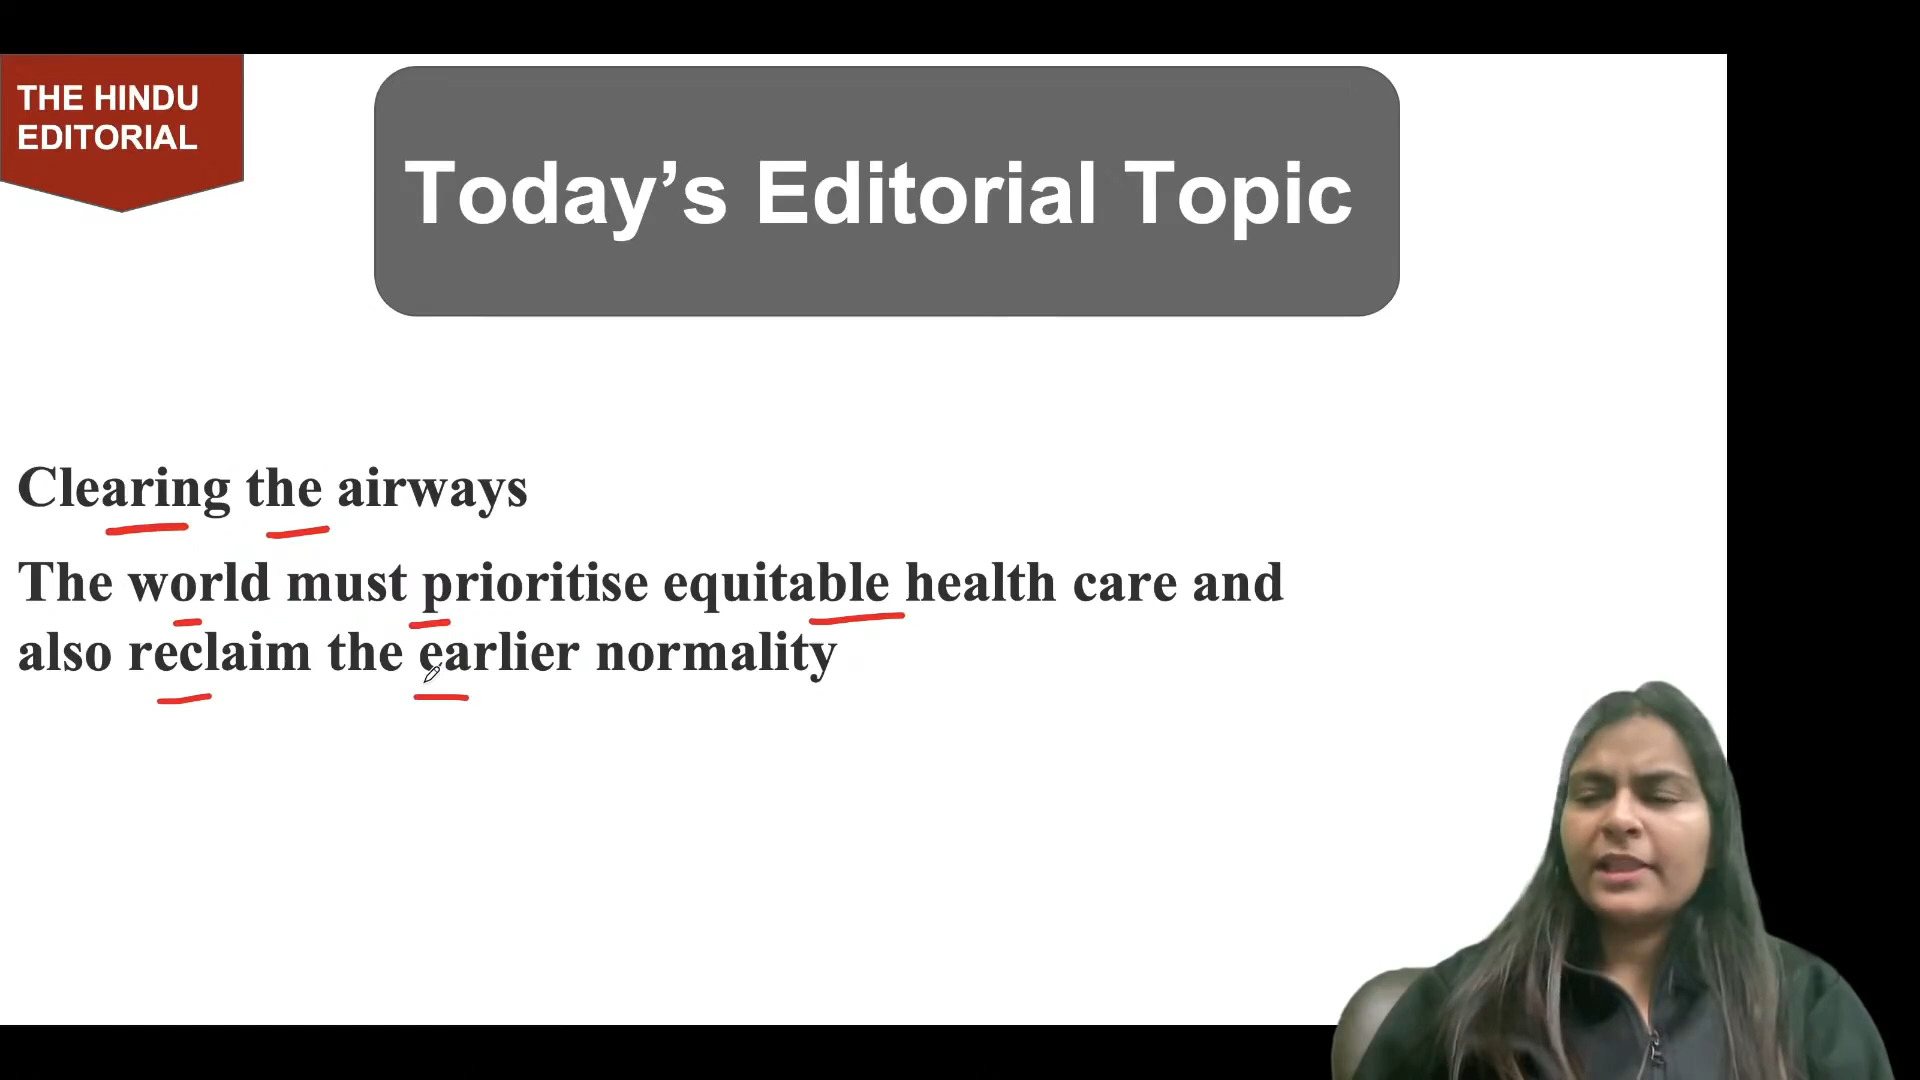 THE HINDU
EDITORIAL
Today’s Editorial Topic
Clearing the airways
The world must prioritise equitable health care and
also reclaim the earlier normality